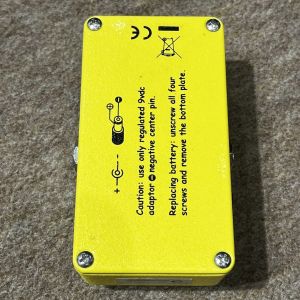 CE
+ -
Caution: use only regulated 9vdc
adaptor ⊖ negative center pin.
Replacing battery: unscrew all four
screws and remove the bottom plate.